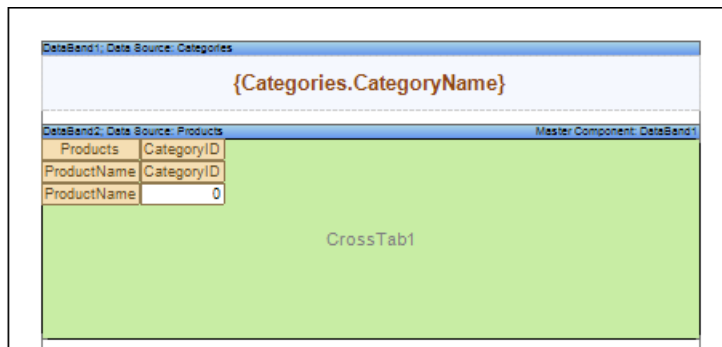 DataBand1; Data Source: Categories
{Categories.CategoryName}
DataBand2; Data Source: Products Master Component: DataBand1
Products CategoryID
ProductName CategoryID
ProductName 0
CrossTab1